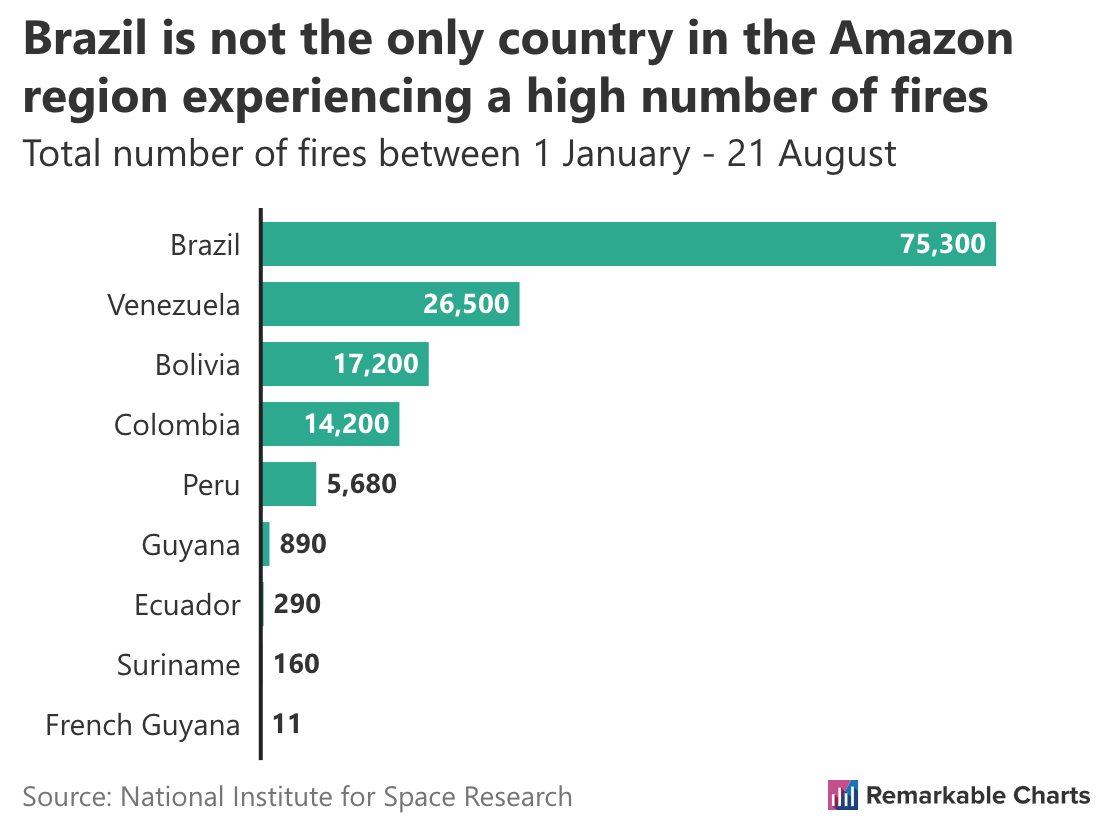 Brazil is not the only country in the Amazon
region experiencing a high number of fires
Total number of fires between 1 January - 21 August
Brazil 75,300
Venezuela 26,500
Bolivia 17,200
Colombia 14,200
Peru 5,680
Guyana 890
Ecuador 290
Suriname 160
French Guyana 11
Source: National Institute for Space Research
Remarkable Charts